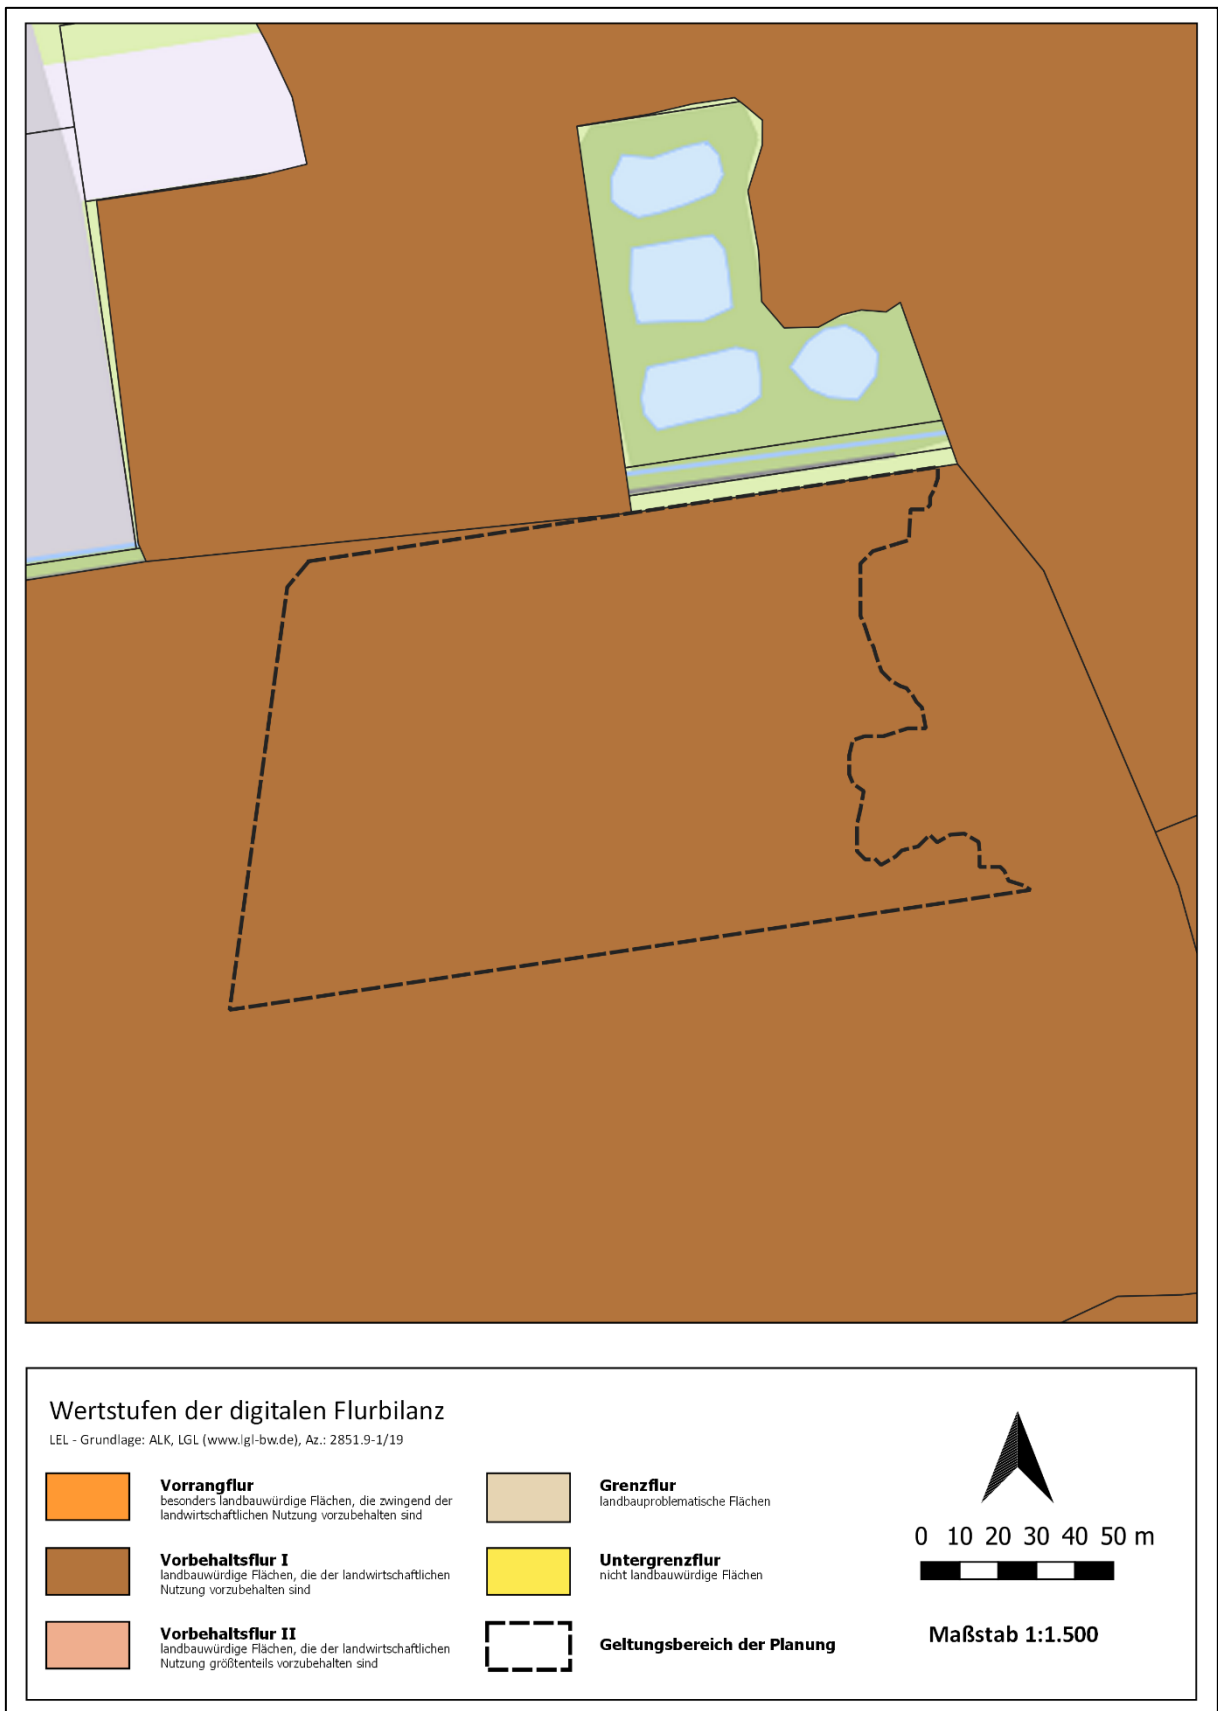 Wertstufen der digitalen Flurbilanz
LEL - Grundlage: ALK, LGL (www.lgl-bw.de), Az.: 2851.9-1/19
Vorrangflur
besonders landbauwürdige Flächen, die zwingend der
landwirtschaftlichen Nutzung vorzubehalten sind
Vorbehaltsflur I
landbauwürdige Flächen, die der landwirtschaftlichen
Nutzung vorzubehalten sind
Vorbehaltsflur II
landbauwürdige Flächen, die der landwirtschaftlichen
Nutzung größtenteils vorzubehalten sind
Grenzflur
landbauproblematische Flächen
Untergrenzflur
nicht landbauwürdige Flächen
Geltungsbereich der Planung
0 10 20 30 40 50 m
Maßstab 1:1.500